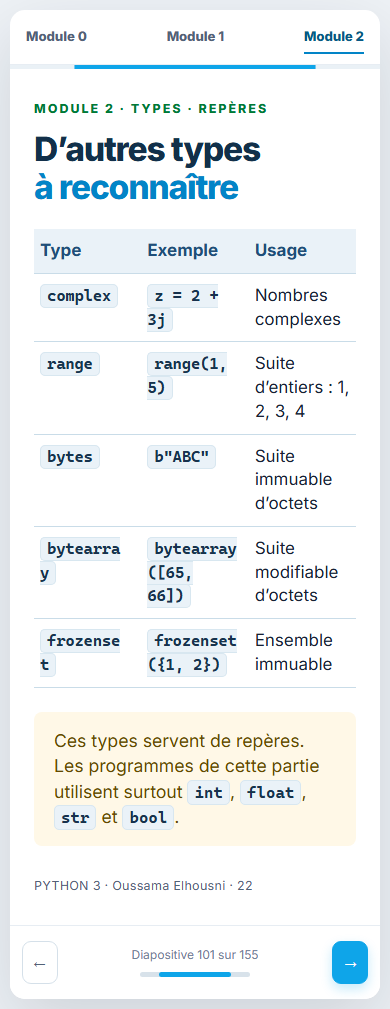 Module 0 Module 1 Module 2
MODULE 2 · TYPES · REPÈRES
D’autres types
à reconnaître
Type Exemple Usage
complex z = 2 + 3j Nombres complexes
range range(1, 5) Suite d’entiers : 1, 2, 3, 4
bytes b"ABC" Suite immuable d’octets
bytearray bytearray([65, 66]) Suite modifiable d’octets
frozenset frozenset({1, 2}) Ensemble immuable
Ces types servent de repères.
Les programmes de cette partie
utilisent surtout int, float,
str et bool.
PYTHON 3 · Oussama Elhousni · 22
← Diapositive 101 sur 155 →